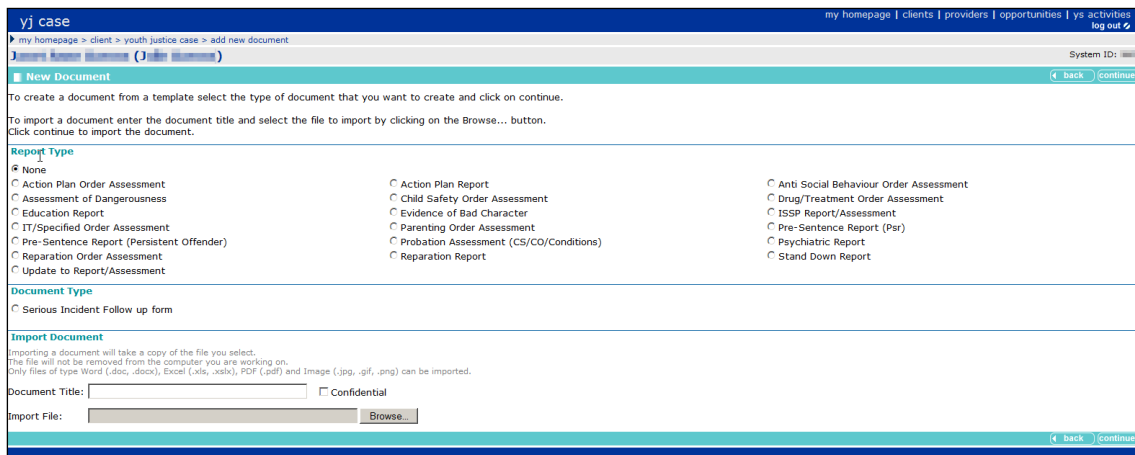 yj case
my homepage | clients | providers | opportunities | ys activities
log out
my homepage > client > youth justice case > add new document
System ID:
New Document
back continue
To create a document from a template select the type of document that you want to create and click on continue.
To import a document enter the document title and select the file to import by clicking on the Browse... button.
Click continue to import the document.
Report Type
None
Action Plan Order Assessment Action Plan Report Anti Social Behaviour Order Assessment
Assessment of Dangerousness Child Safety Order Assessment Drug/Treatment Order Assessment
Education Report Evidence of Bad Character ISSP Report/Assessment
IT/Specified Order Assessment Parenting Order Assessment Pre-Sentence Report (Psr)
Pre-Sentence Report (Persistent Offender) Probation Assessment (CS/CO/Conditions) Psychiatric Report
Reparation Order Assessment Reparation Report Stand Down Report
Update to Report/Assessment
Document Type
Serious Incident Follow up form
Import Document
Importing a document will take a copy of the file you select.
The file will not be removed from the computer you are working on.
Only files of type Word (.doc, .docx), Excel (.xls, .xslx), PDF (.pdf) and Image (.jpg, .gif, .png) can be imported.
Document Title: Confidential
Import File: Browse...
back continue